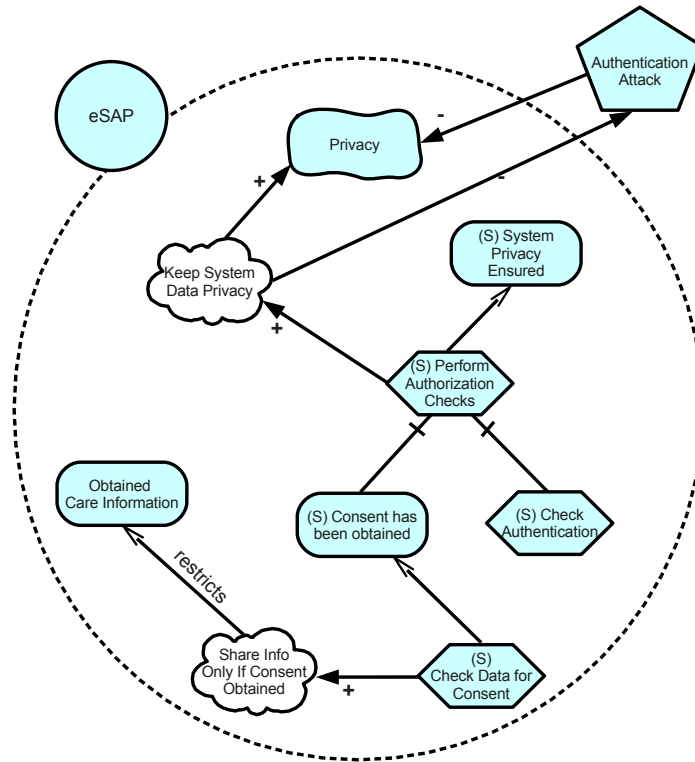 Authentication
Attack
eSAP
-
Privacy
+
-
(S) System
Privacy
Ensured
Keep System
Data Privacy
+
(S) Perform
Authorization
Checks
Obtained
Care Information
(S) Consent has
been obtained
(S) Check
Authentication
restricts
Share Info
Only If Consent
Obtained
+
(S)
Check Data for
Consent